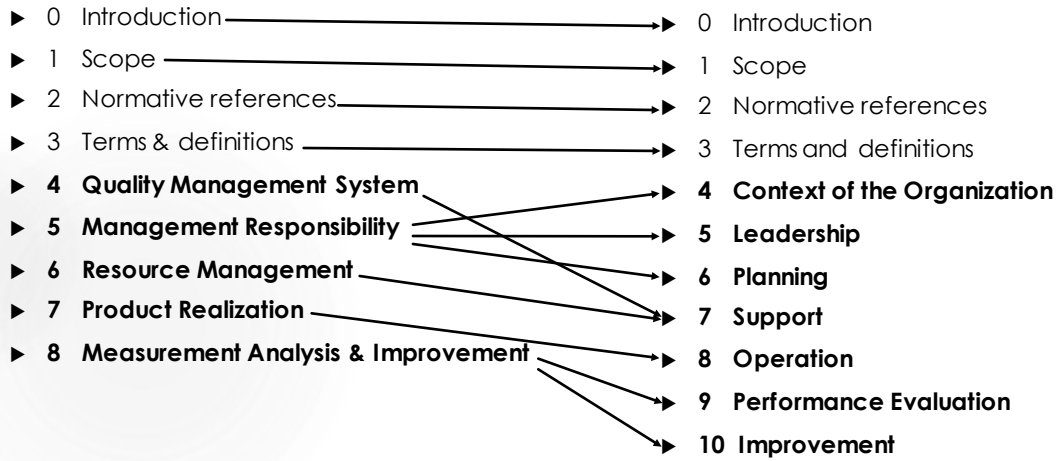 0 Introduction
1 Scope
2 Normative references
3 Terms & definitions
4 Quality Management System
5 Management Responsibility
6 Resource Management
7 Product Realization
8 Measurement Analysis & Improvement
0 Introduction
1 Scope
2 Normative references
3 Terms and definitions
4 Context of the Organization
5 Leadership
6 Planning
7 Support
8 Operation
9 Performance Evaluation
10 Improvement